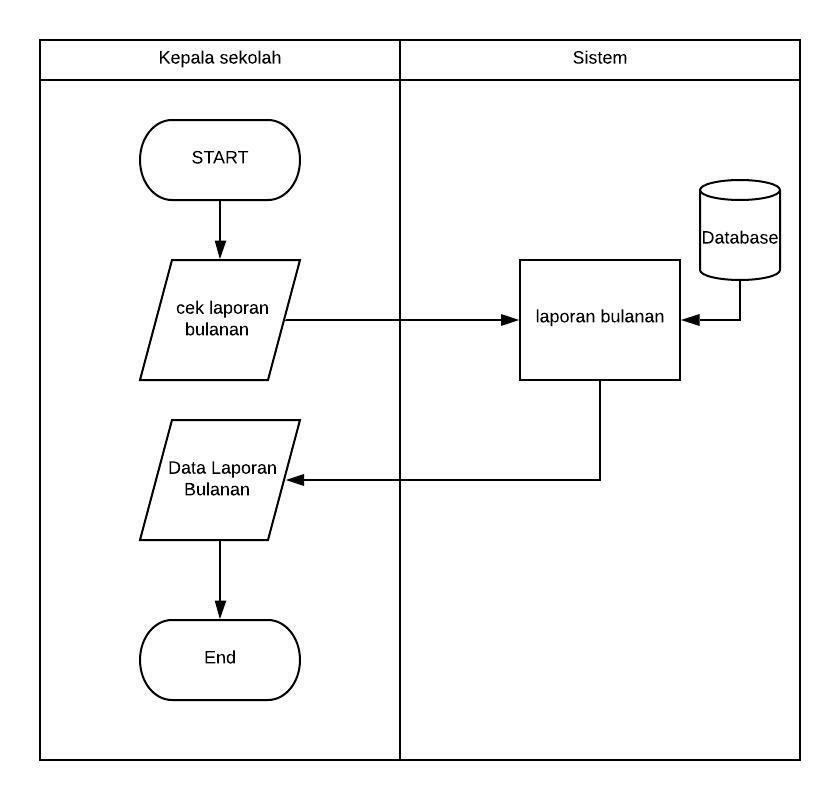 Kepala sekolah
Sistem
START
Database
cek laporan
bulanan
laporan bulanan
Data Laporan
Bulanan
End